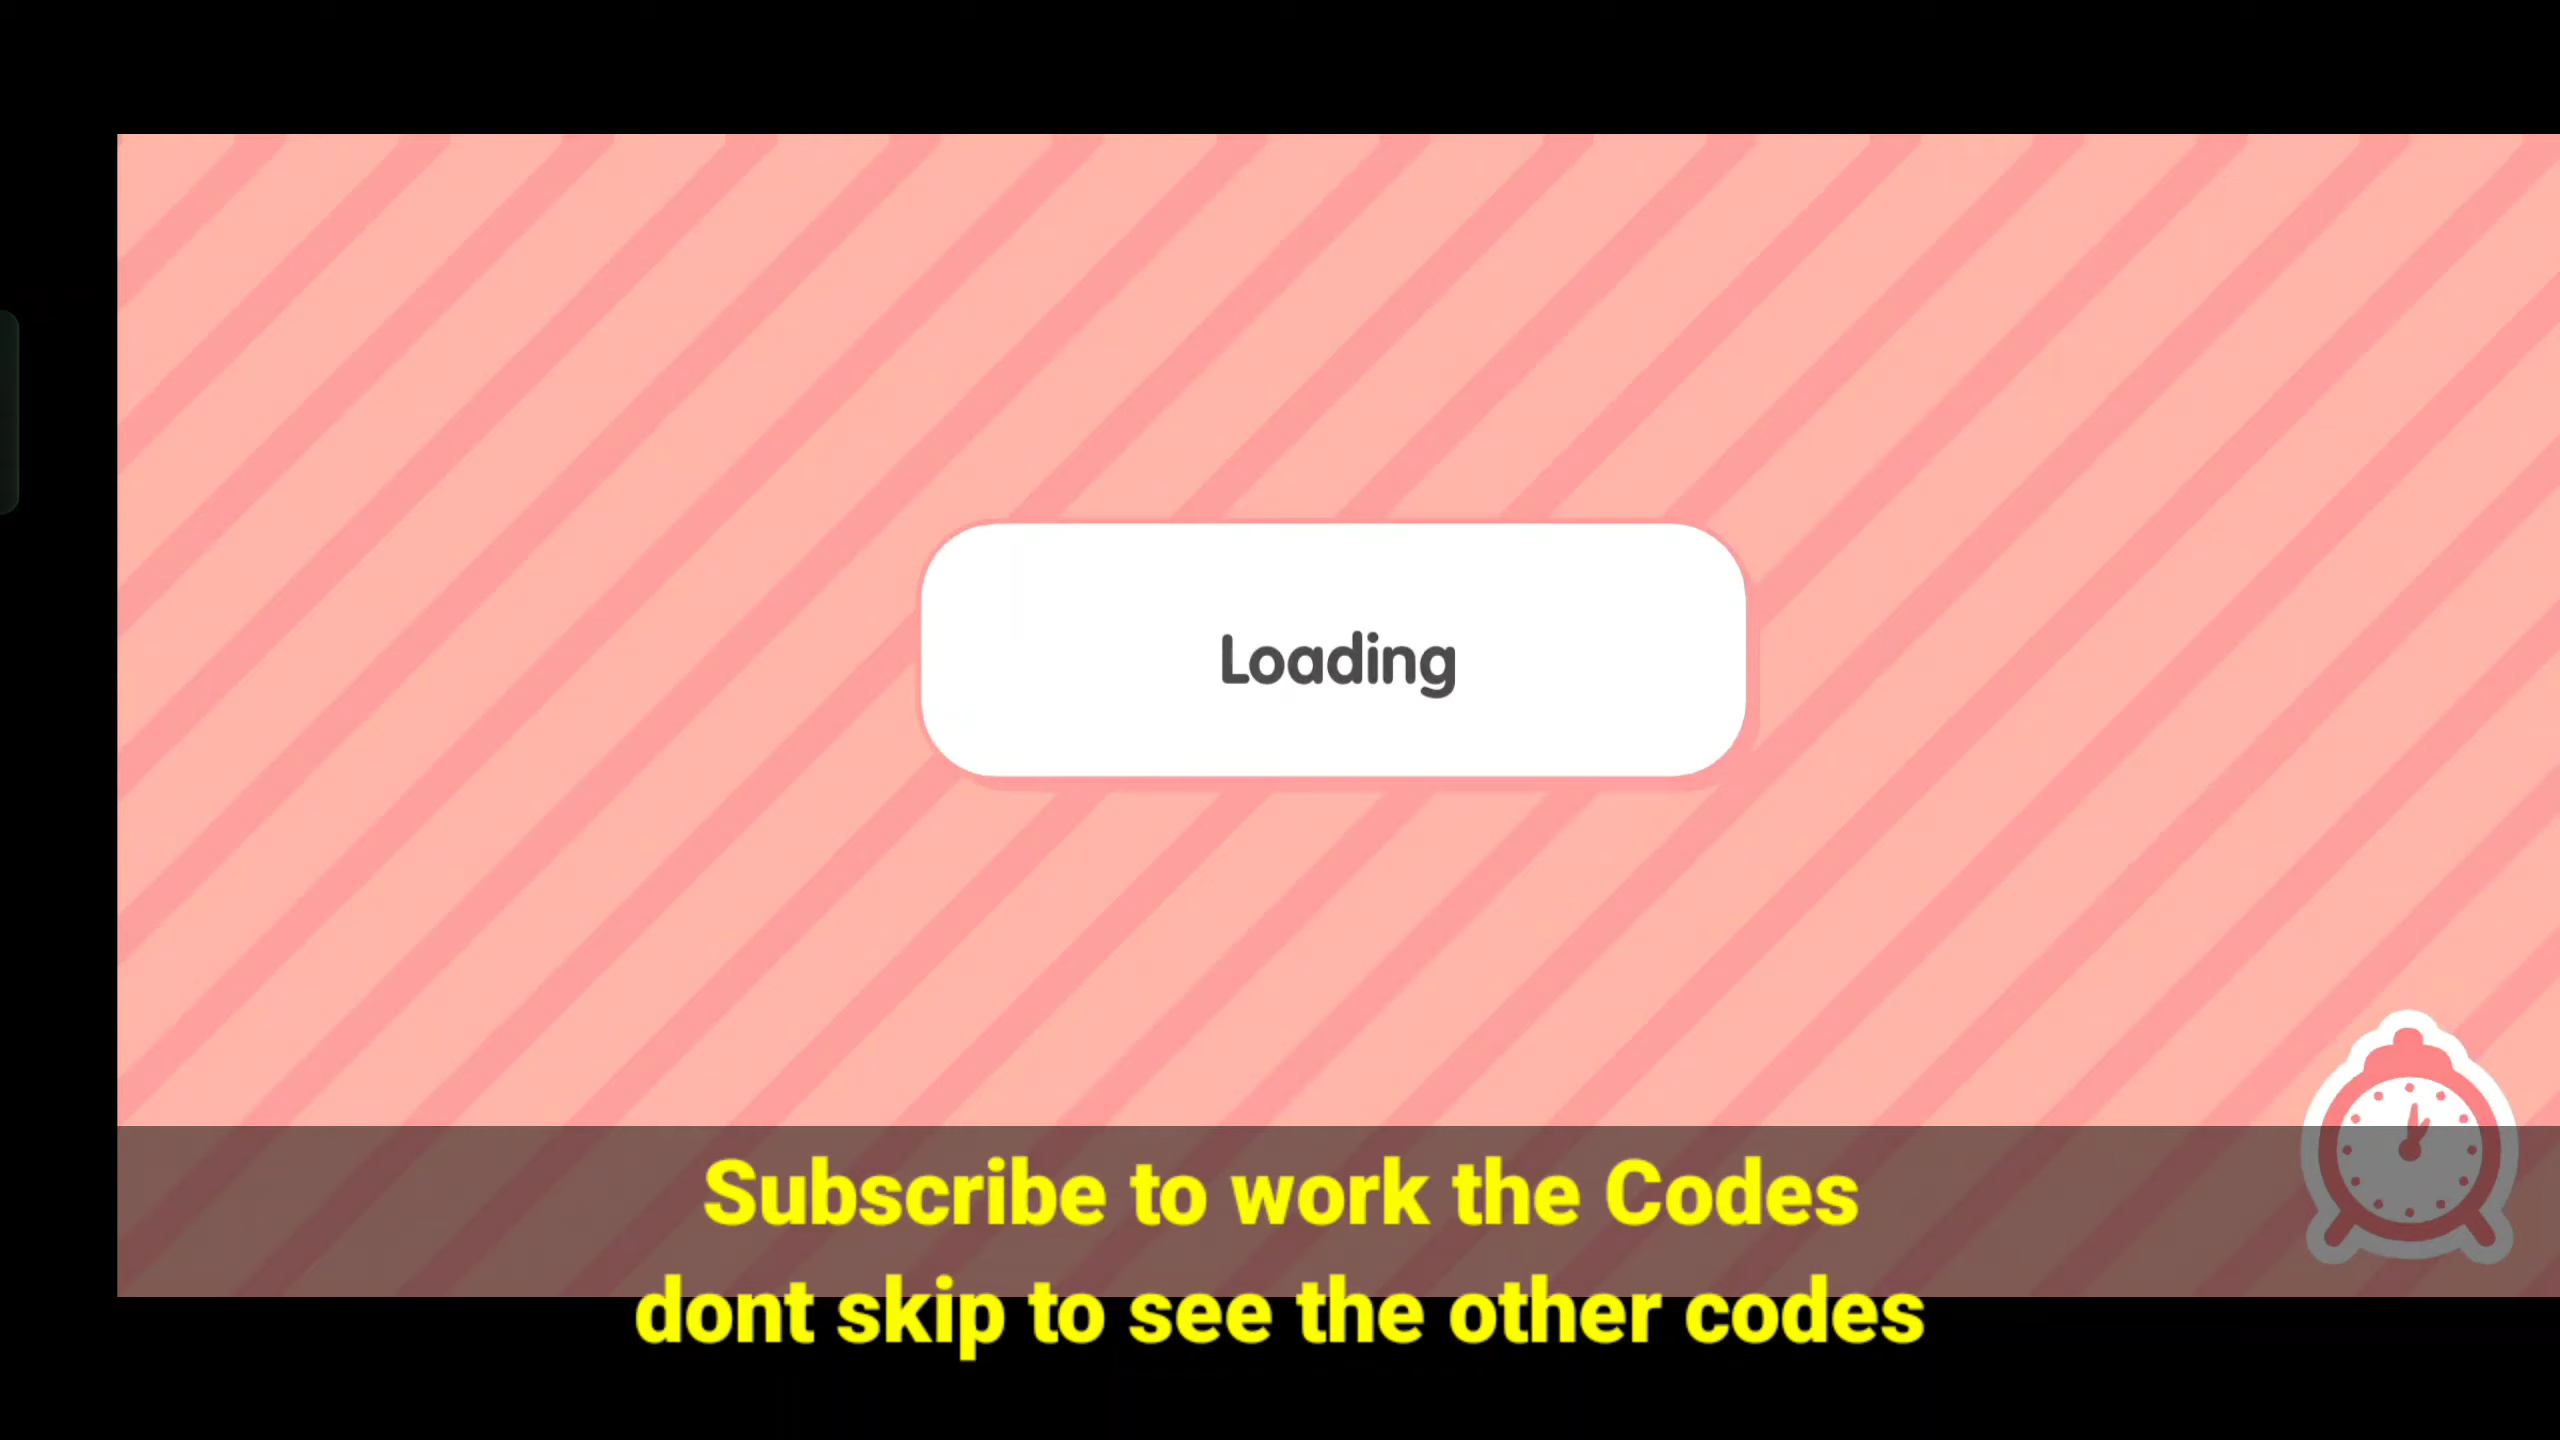 Loading
Subscribe to work the Codes
dont skip to see the other codes